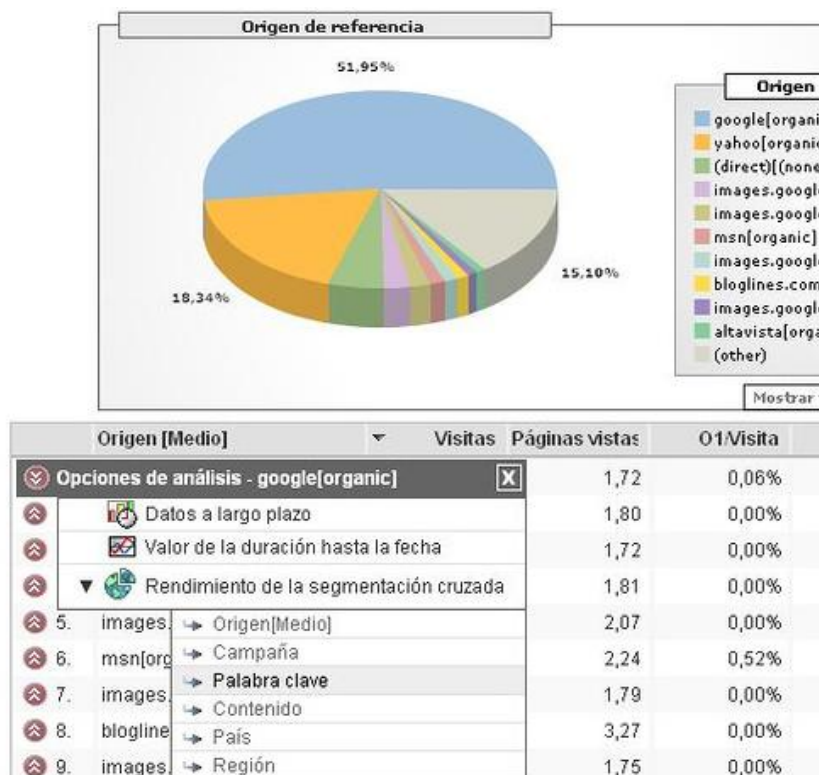 Origen de referencia
51,95%
18,34%
15,10%
Origen
google[organi
yahoo[organic
(direct)[(none
images.google
images.google
msn[organic]
images.google
bloglines.com
images.google
altavista[orga
(other)
Mostrar
Origen [Medio] Visitas Páginas vistas O1/Visita
Opciones de análisis - google[organic] X 1,72 0,06%
Datos a largo plazo 1,80 0,00%
Valor de la duración hasta la fecha 1,72 0,00%
Rendimiento de la segmentación cruzada 1,81 0,00%
5. images. Origen[Medio] 2,07 0,00%
6. msn[org Campaña 2,24 0,52%
Palabra clave
7. images. 1,79 0,00%
Contenido
8. blogline País 3,27 0,00%
9. images. Región 1,75 0,00%